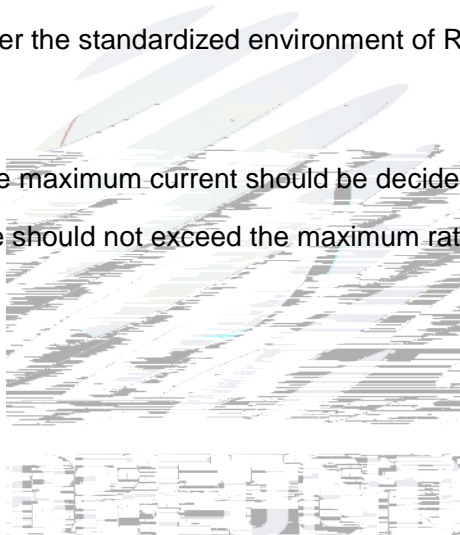 er the standardized environment of R
e maximum current should be decide
e should not exceed the maximum rat